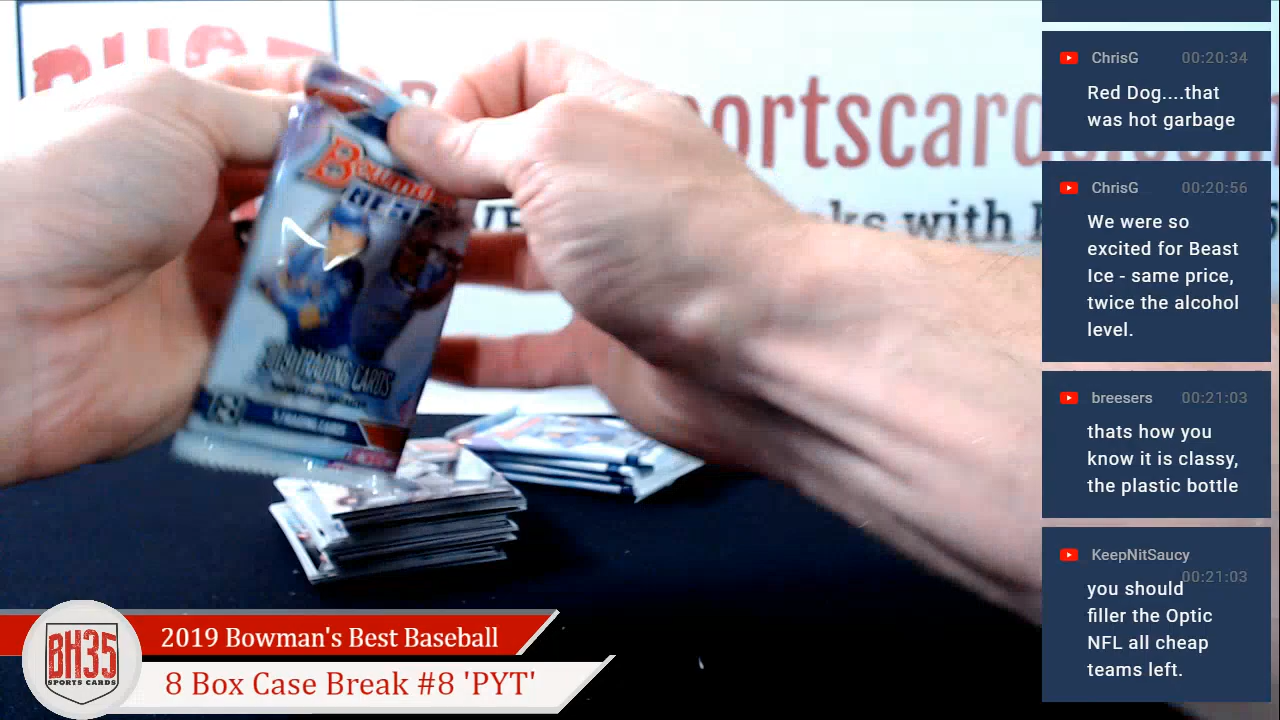 ortscard
with
Bowman
BEST
2019 TRADING CARDS
2019 Bowman's Best Baseball
8 Box Case Break #8 'PYT'
BH35
SPORTS CARDS
ChrisG 00:20:34
Red Dog....that
was hot garbage
ChrisG 00:20:56
We were so
excited for Beast
Ice - same price,
twice the alcohol
level.
breesers 00:21:03
thats how you
know it is classy,
the plastic bottle
KeepNitSaucy
00:21:03
you should
filler the Optic
NFL all cheap
teams left.